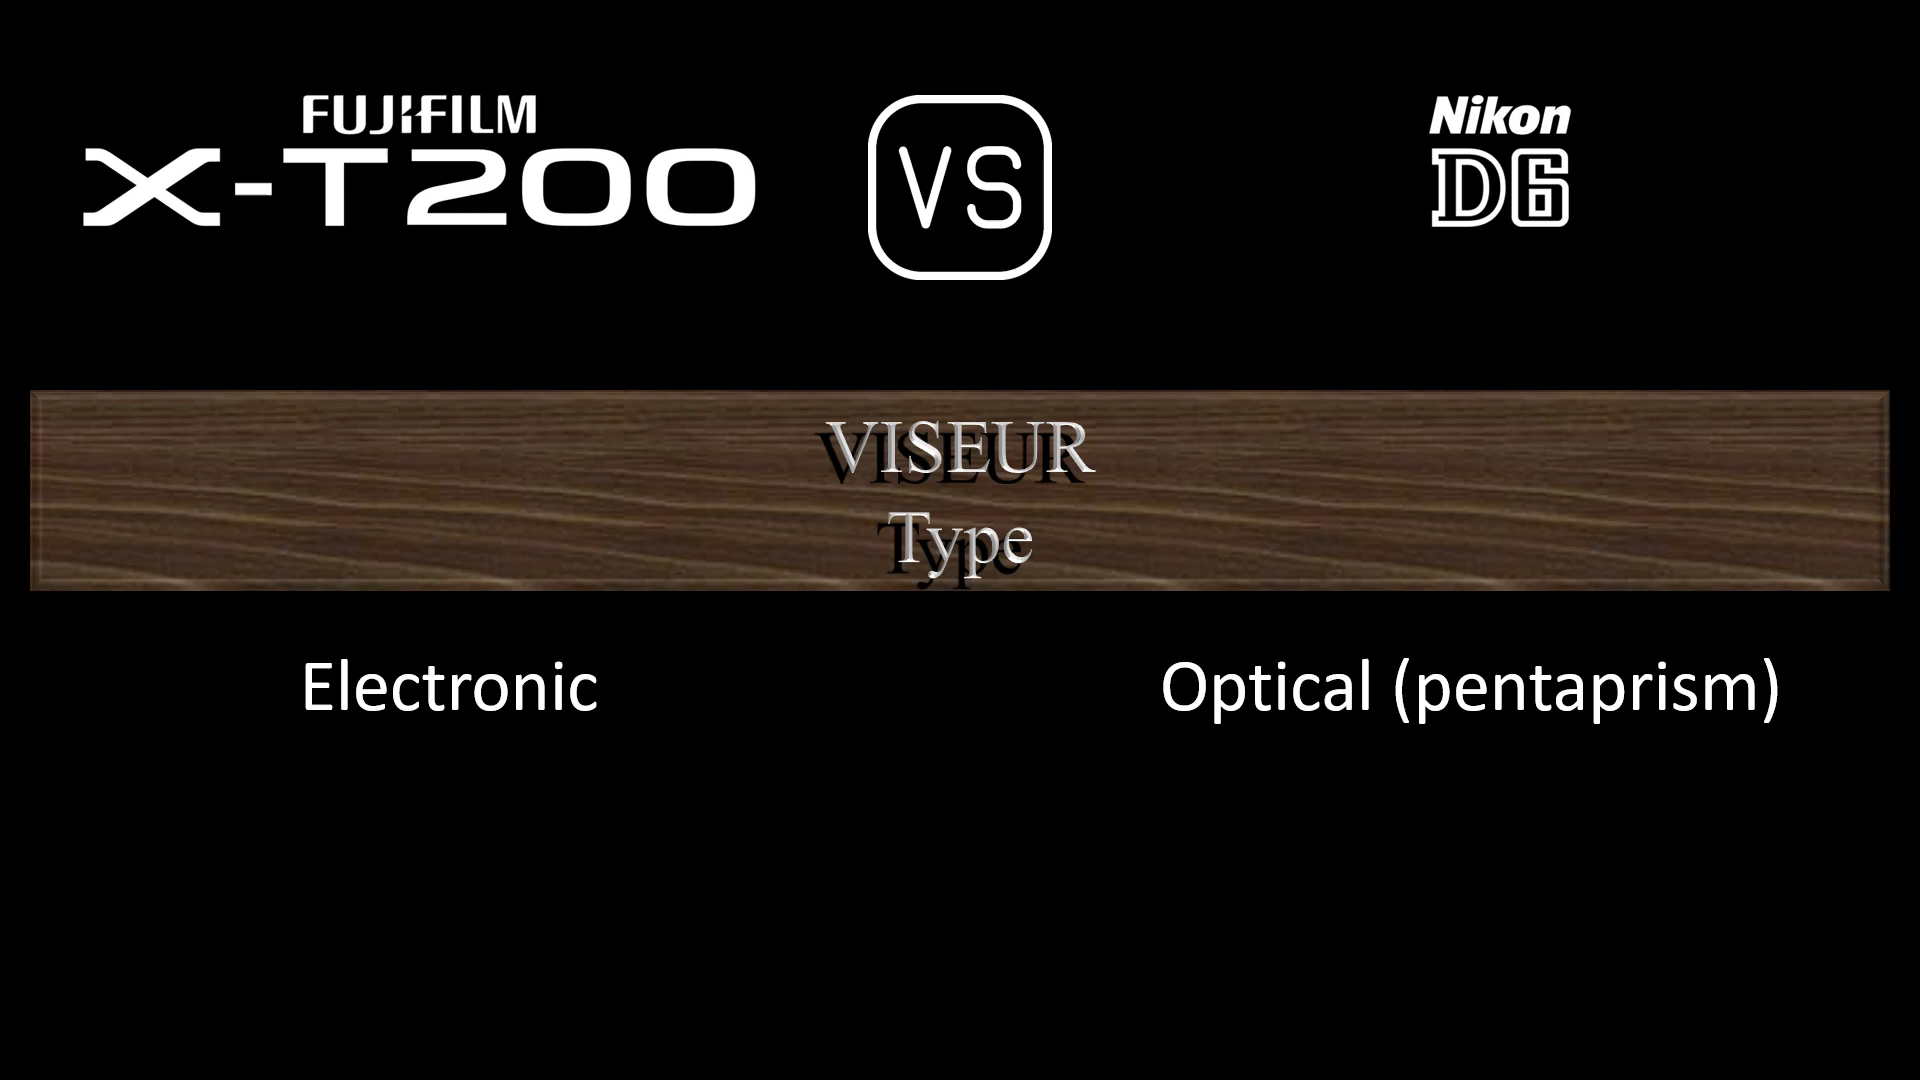 FUJIFILM
X-T200
VS
Nikon
D6
VISEUR
Type
Electronic
Optical (pentaprism)